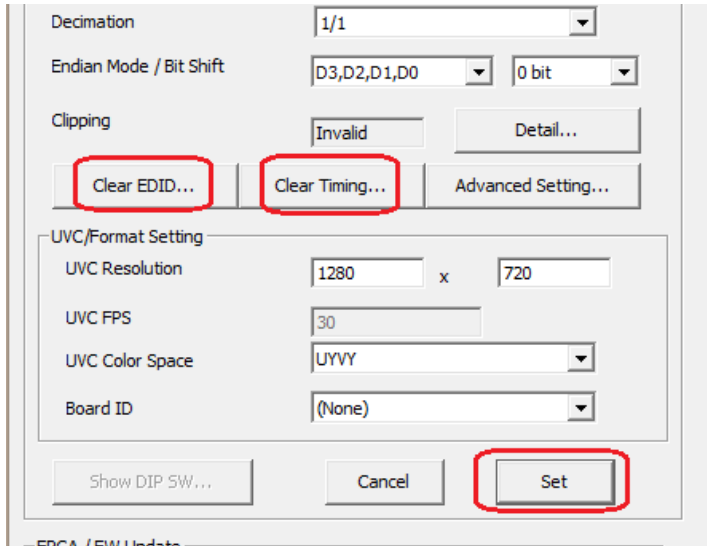 Decimation 1/1
Endian Mode / Bit Shift D3,D2,D1,D0 0 bit
Clipping Invalid Detail...
Clear EDID... Clear Timing... Advanced Setting...
UVC/Format Setting
UVC Resolution 1280 x 720
UVC FPS 30
UVC Color Space UYVY
Board ID (None)
Show DIP SW... Cancel Set